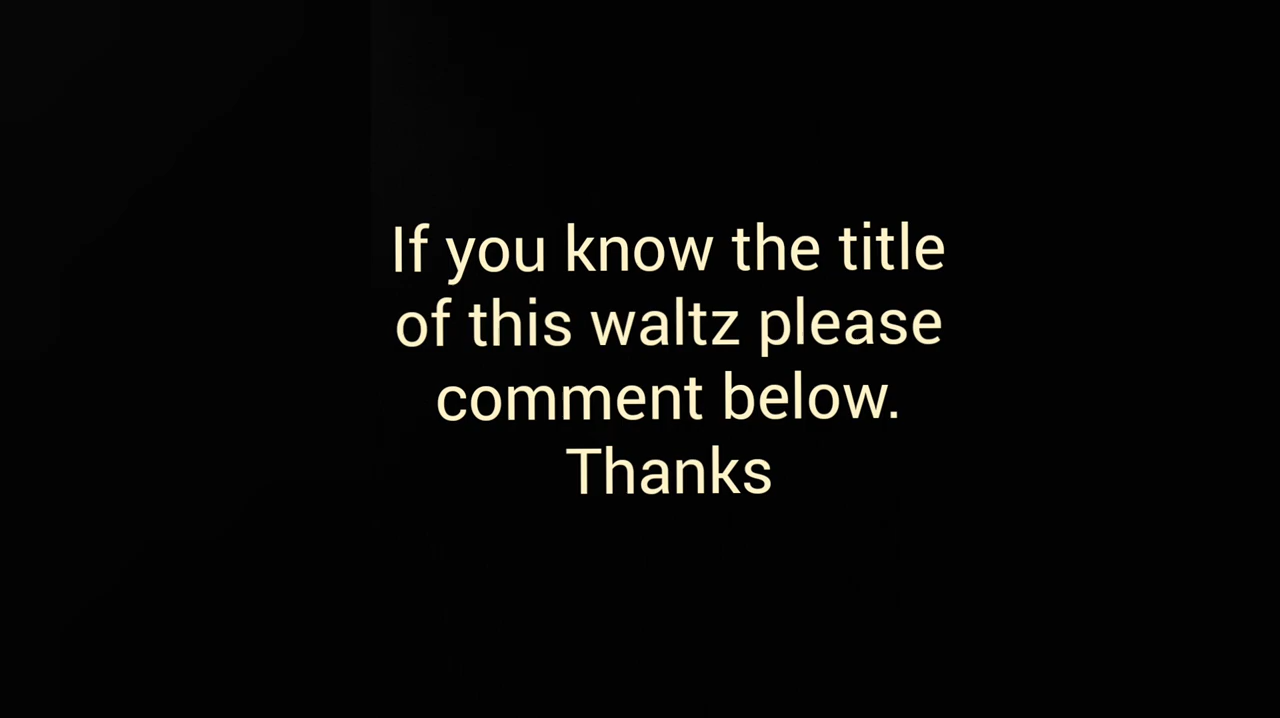 If you know the title
of this waltz please
comment below.
Thanks